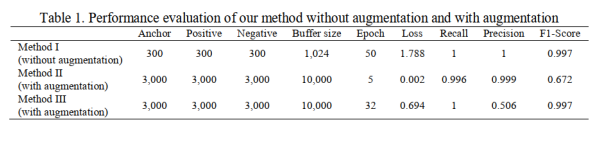 Table 1. Performance evaluation of our method without augmentation and with augmentation
Anchor Positive Negative Buffer size Epoch Loss Recall Precision F1-Score
Method I
(without augmentation) 300 300 300 1,024 50 1.788 1 1 0.997
Method II
(with augmentation) 3,000 3,000 3,000 10,000 5 0.002 0.996 0.999 0.672
Method III
(with augmentation) 3,000 3,000 3,000 10,000 32 0.694 1 0.506 0.997